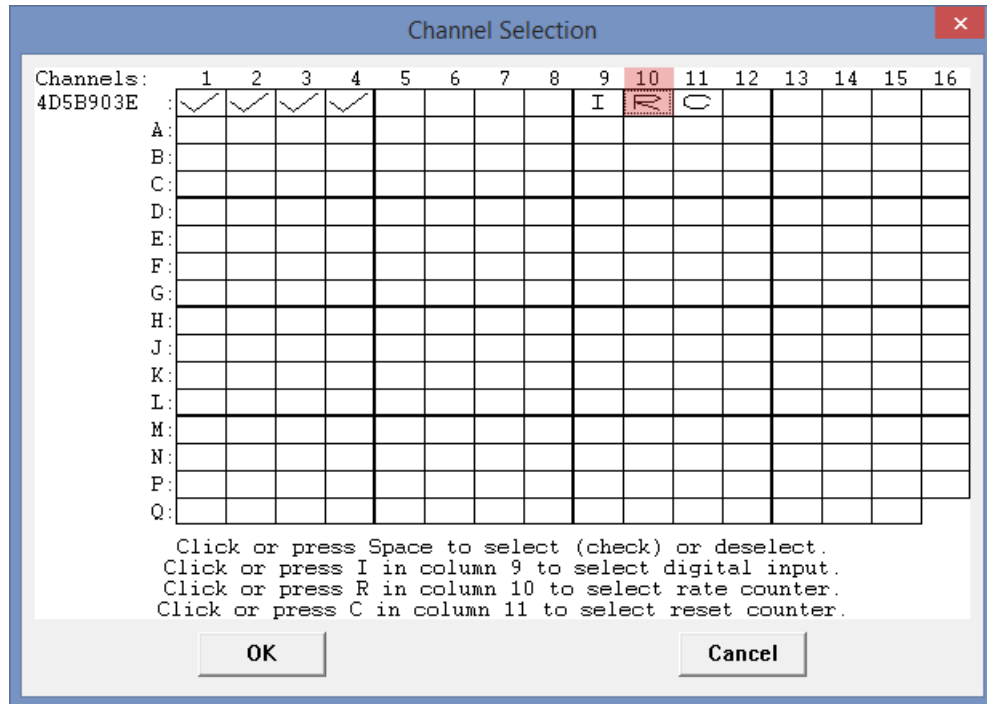 Channel Selection
Channels: 1 2 3 4 5 6 7 8 9 10 11 12 13 14 15 16
4D5B903E : I R C
A:
B:
C:
D:
E:
F:
G:
H:
J:
K:
L:
M:
N:
P:
Q:
Click or press Space to select (check) or deselect.
Click or press I in column 9 to select digital input.
Click or press R in column 10 to select rate counter.
Click or press C in column 11 to select reset counter.
OK Cancel